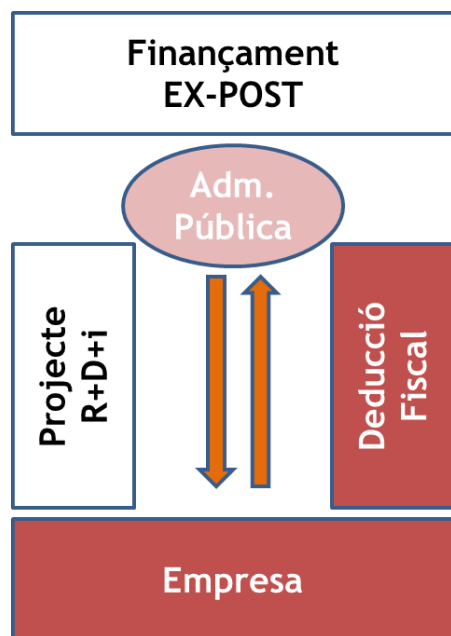 Finançament
EX-POST
Adm.
Pública
Projecte
R+D+i
Deducció
Fiscal
Empresa